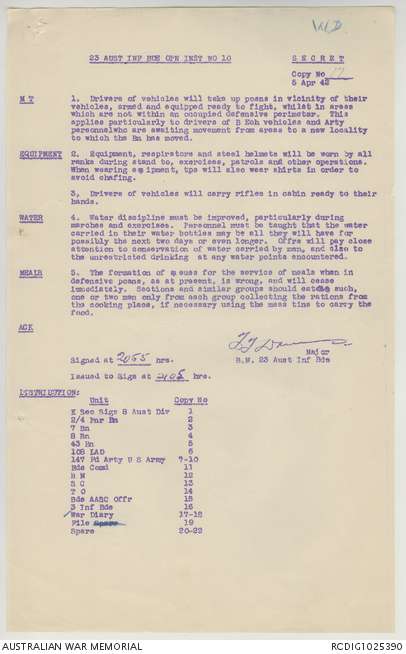 W.D.
23 AUST INF BDE OPN INST NO 10 S E C R E T
Copy No 17
5 Apr 42
M T 1. Drivers of vehicles will take up posns in vicinity of their
vehicles, armed and equipped ready to fight, whilst in areas
which are not within an occupied defensive perimeter. This
applies particularly to drivers of B Ech vehicles and Arty
personnel who are awaiting movement from areas to a new locality
to which the Bn has moved.
EQUIPMENT 2. Equipment, respirators and steel helmets will be worn by all
ranks during stand to, exercises, patrols and other operations.
When wearing eq ipment, tps will also wear shirts in order to
avoid chafing.
3, Drivers of vehicles will carry rifles in cabin ready to their
hands.
WATER 4. Water discipline must be improved, particularly during
marches and exercises. Personnel must be taught that the water
carried in their water bottles may be all they will have for
possibly the next two days or even longer. Offrs will pay close
attention to conservation of water carried by men, and also to
the unrestricted drinking at any water points encountered.
MEALS 5. The formation of queues for the service of meals when in
defensive posns, as at present, is wrong, and will cease
immediately. Sections and similar groups should eat as such,
one or two men only from each group collecting the rations from
the cooking place, if necessary using the mess tins to carry the
food.
ACK
Major
Signed at 2055 hrs. B.M. 23 Aust Inf Bde
Issued to Sigs at 2105 hrs.
DISTRIBUTION:
Unit Copy No
K Sec Sigs 8 Aust Div 1
2/4 Pnr Bn 2
7 Bn 3
8 Bn 4
43 Bn 5
108 LAD 6
147 Fd Arty U S Army 7-10
Bde Comd 11
B M 12
S C 13
T O 14
Bde AASC Offr 15
3 Inf Bde 16
War Diary 17-18
File Spare 19
Spare 20-22
AUSTRALIAN WAR MEMORIAL RCDIG1025390